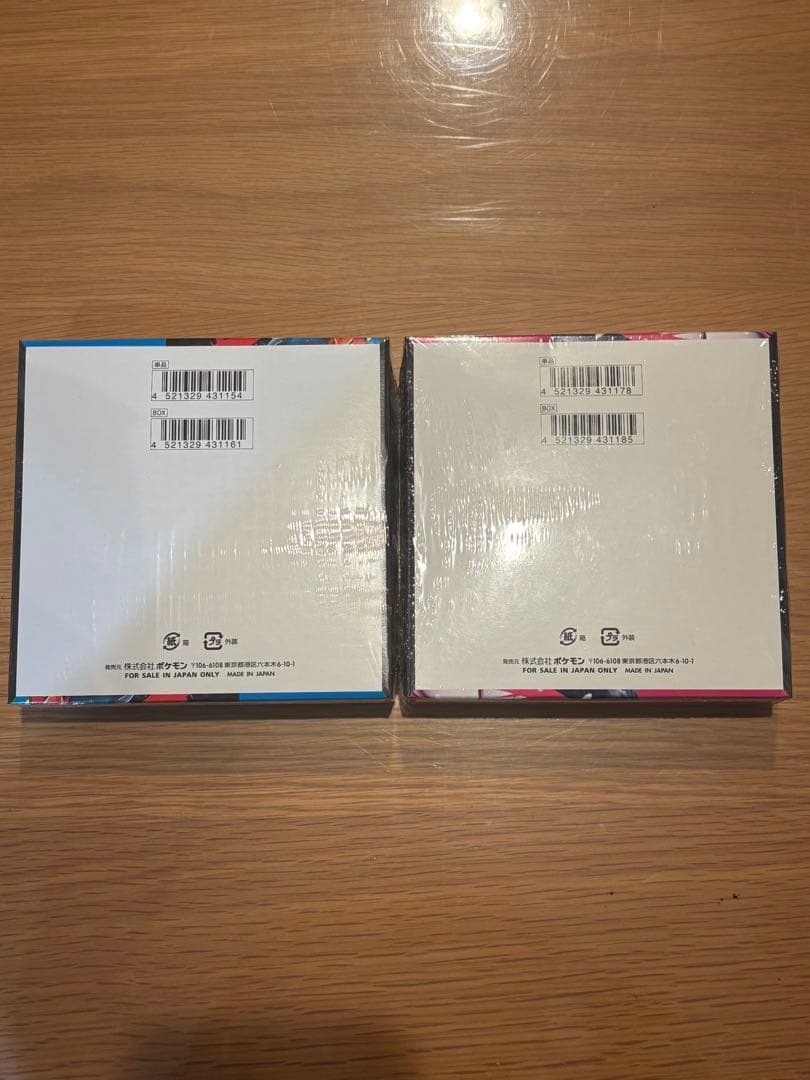 単品
4 521329 431154
BOX
4 521329 431161
紙 箱
プラ 外装
発売元 株式会社 ポケモン 〒106-6108 東京都港区六本木6-10-1
FOR SALE IN JAPAN ONLY MADE IN JAPAN
単品
4 521329 431178
BOX
4 521329 431185
紙 箱
プラ 外装
発売元 株式会社 ポケモン 〒106-6108 東京都港区六本木6-10-1
FOR SALE IN JAPAN ONLY MADE IN JAPAN